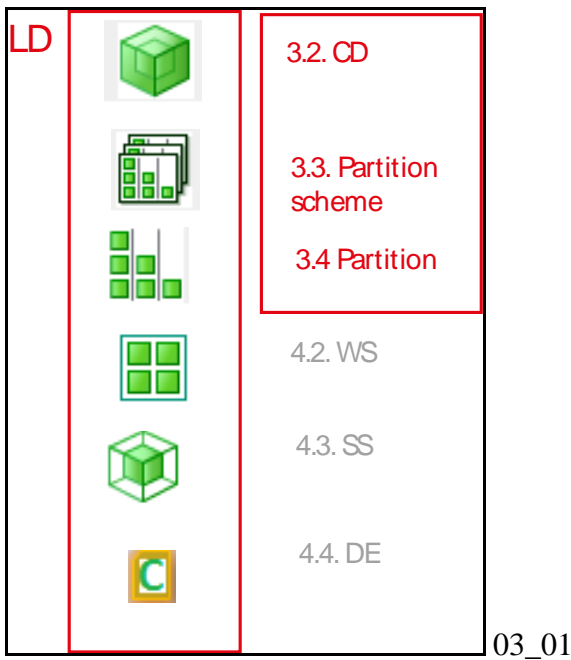 LD
3.2. CD
3.3. Partition
scheme
3.4 Partition
4.2. WS
4.3. SS
4.4. DE
C
03_01